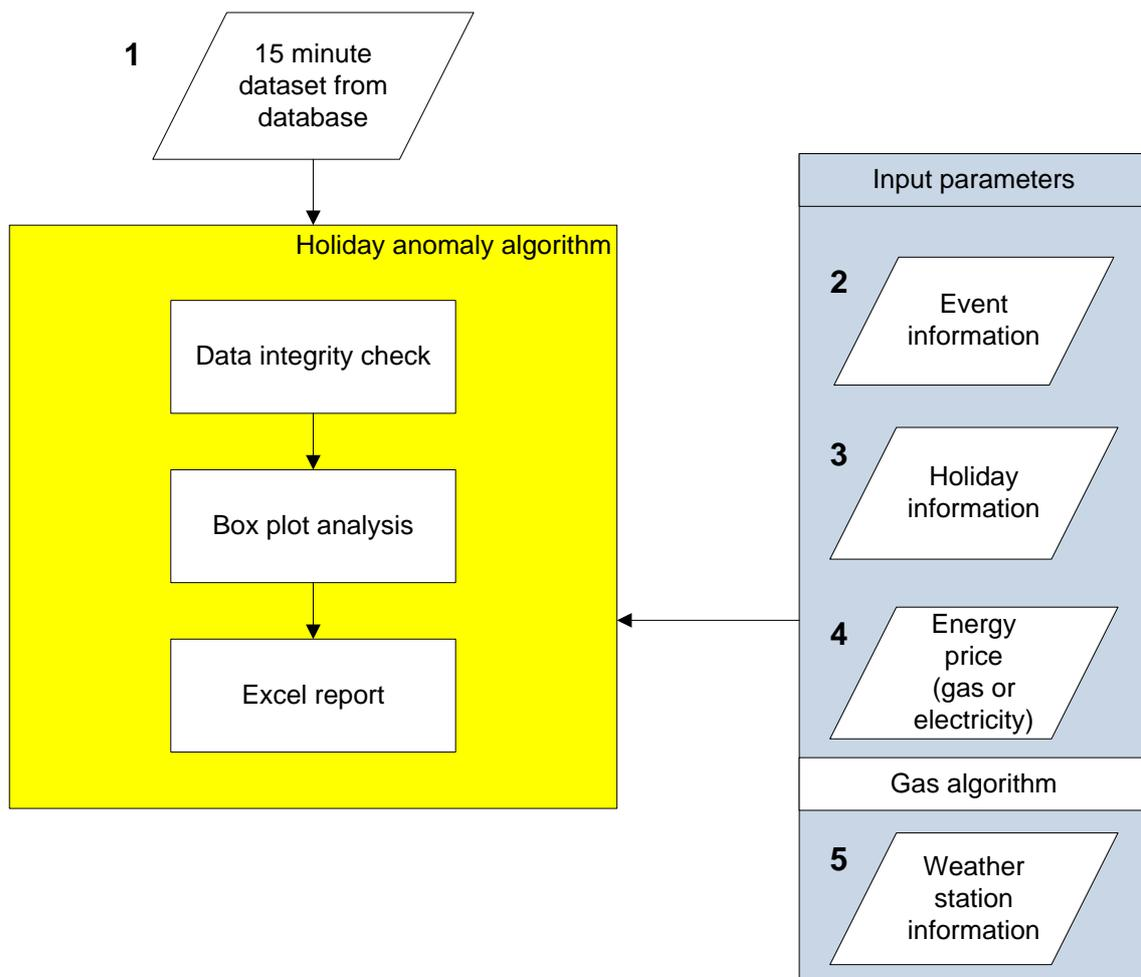 1
15 minute
dataset from
database
Holiday anomaly algorithm
Data integrity check
Box plot analysis
Excel report
Input parameters
2
Event
information
3
Holiday
information
4
Energy
price
(gas or
electricity)
Gas algorithm
5
Weather
station
information